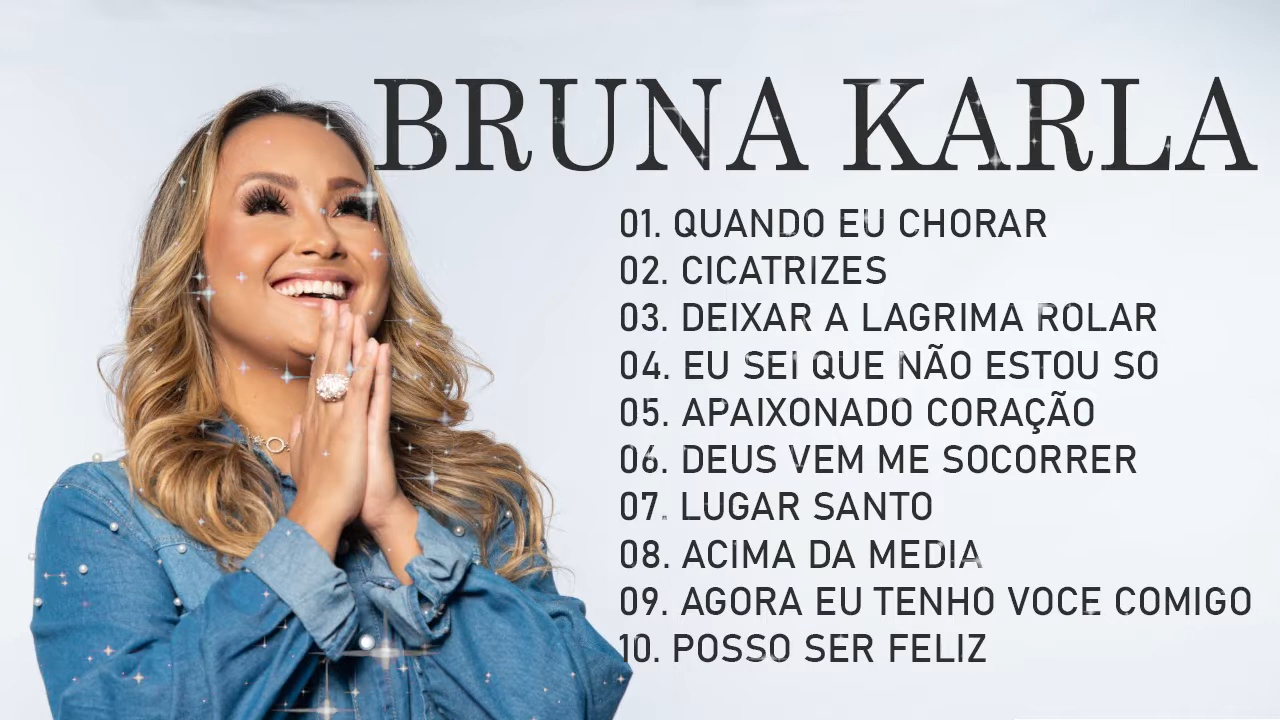 BRUNA KARLA
01. QUANDO EU CHORAR
02. CICATRIZES
03. DEIXAR A LAGRIMA ROLAR
04. EU SEI QUE NÃO ESTOU SO
05. APAIXONADO CORAÇÃO
06. DEUS VEM ME SOCORRER
07. LUGAR SANTO
08. ACIMA DA MEDIA
09. AGORA EU TENHO VOCE COMIGO
10. POSSO SER FELIZ